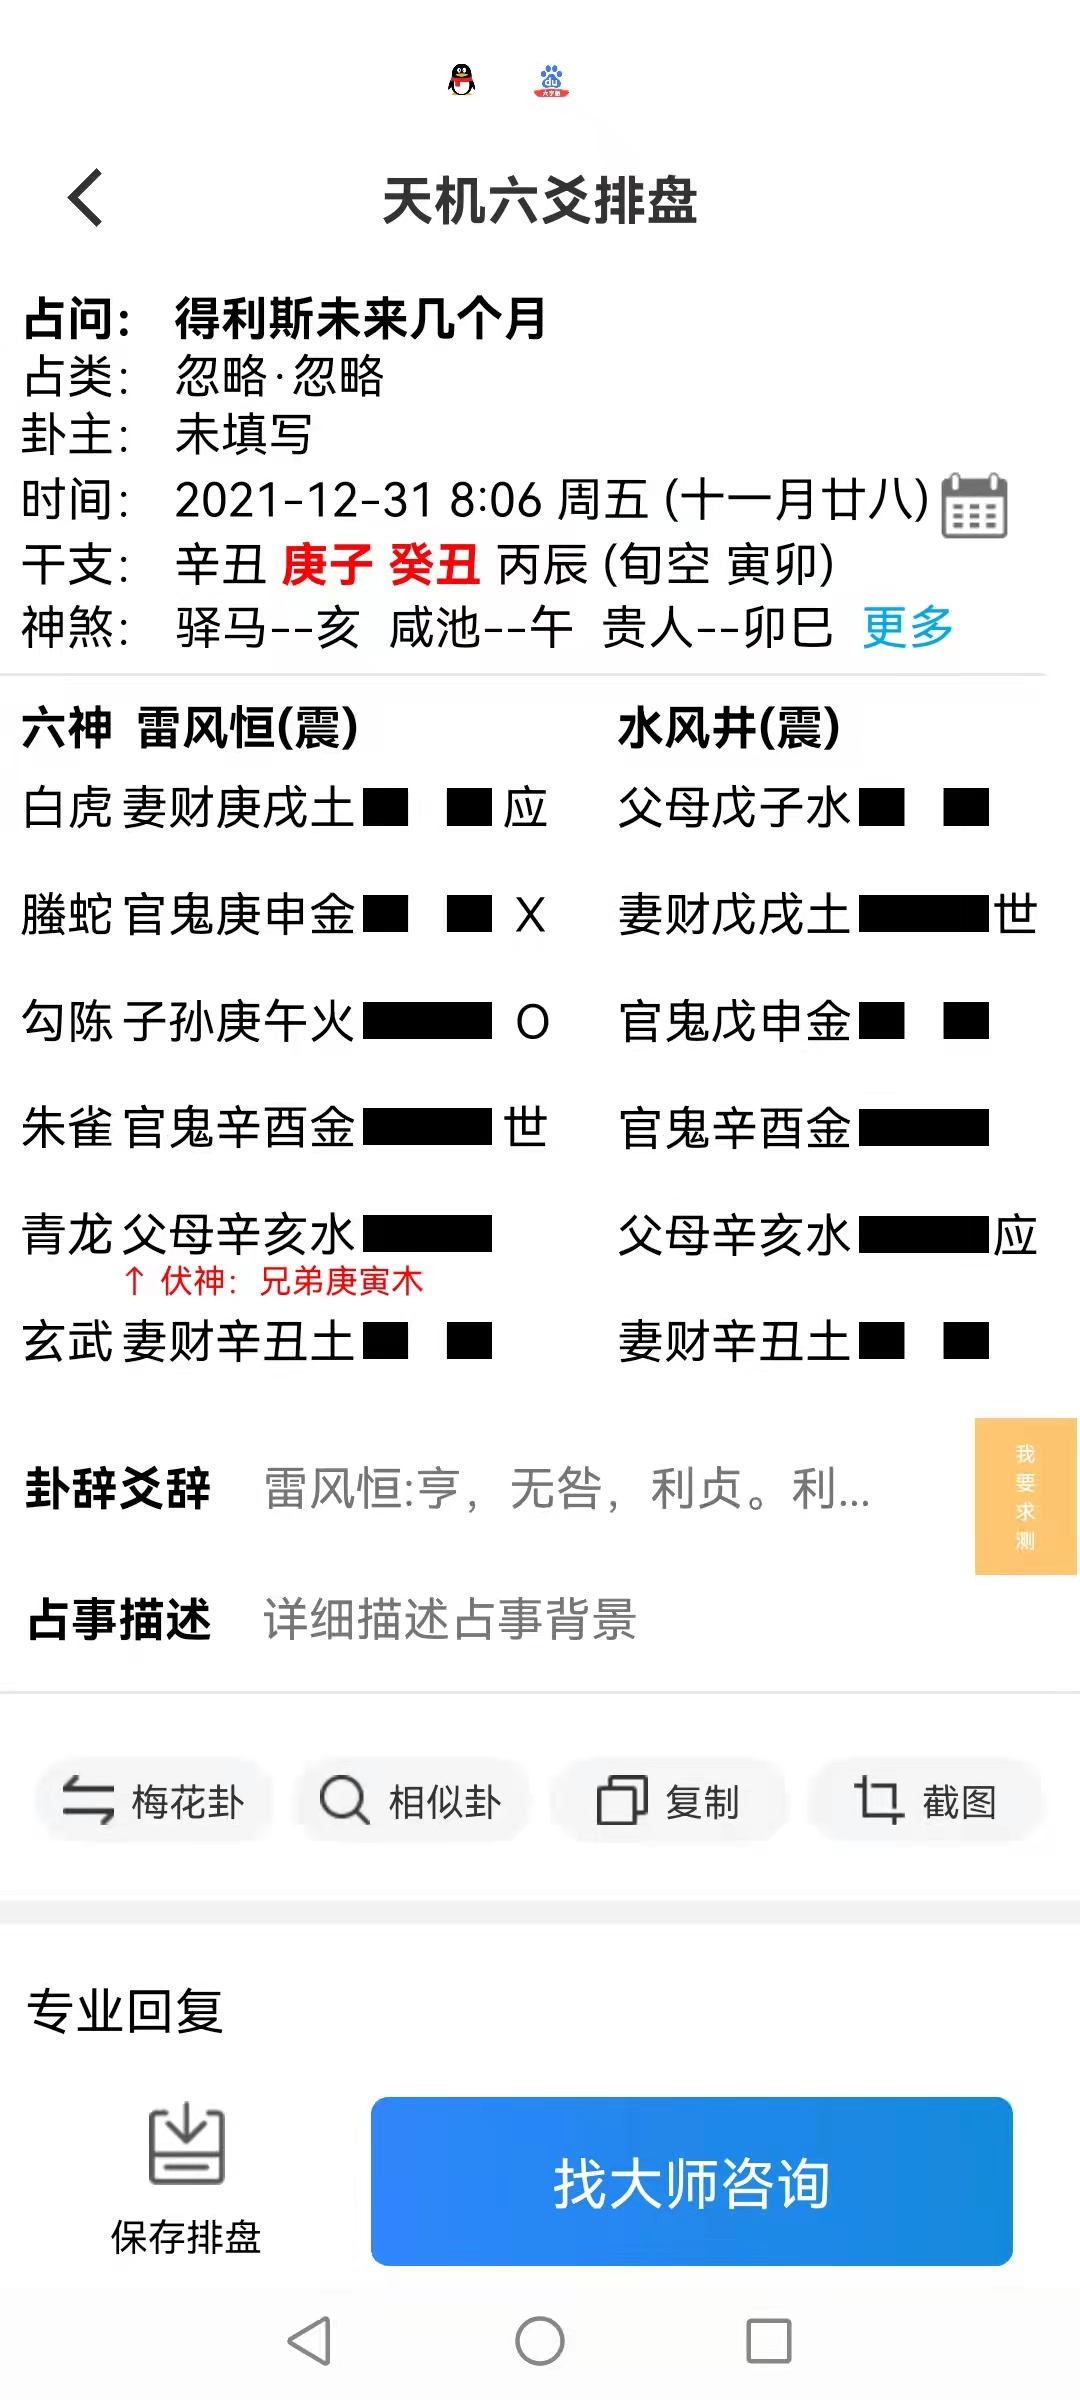 du
天机六爻排盘
占问： 得利斯未来几个月
占类： 忽略·忽略
卦主： 未填写
时间： 2021-12-31 8:06 周五 (十一月廿八)
干支： 辛丑 庚子 癸丑 丙辰 (旬空 寅卯)
神煞： 驿马--亥 咸池--午 贵人--卯巳 更多
六神 雷风恒(震) 水风井(震)
白虎 妻财庚戌土 应 父母戊子水
螣蛇 官鬼庚申金 X 妻财戊戌土 世
勾陈 子孙庚午火 O 官鬼戊申金
朱雀 官鬼辛酉金 世 官鬼辛酉金
青龙 父母辛亥水 父母辛亥水 应
↑ 伏神：兄弟庚寅木
玄武 妻财辛丑土 妻财辛丑土
我要求测
卦辞爻辞 雷风恒:亨，无咎，利贞。利...
占事描述 详细描述占事背景
梅花卦 相似卦 复制 截图
专业回复
保存排盘 找大师咨询